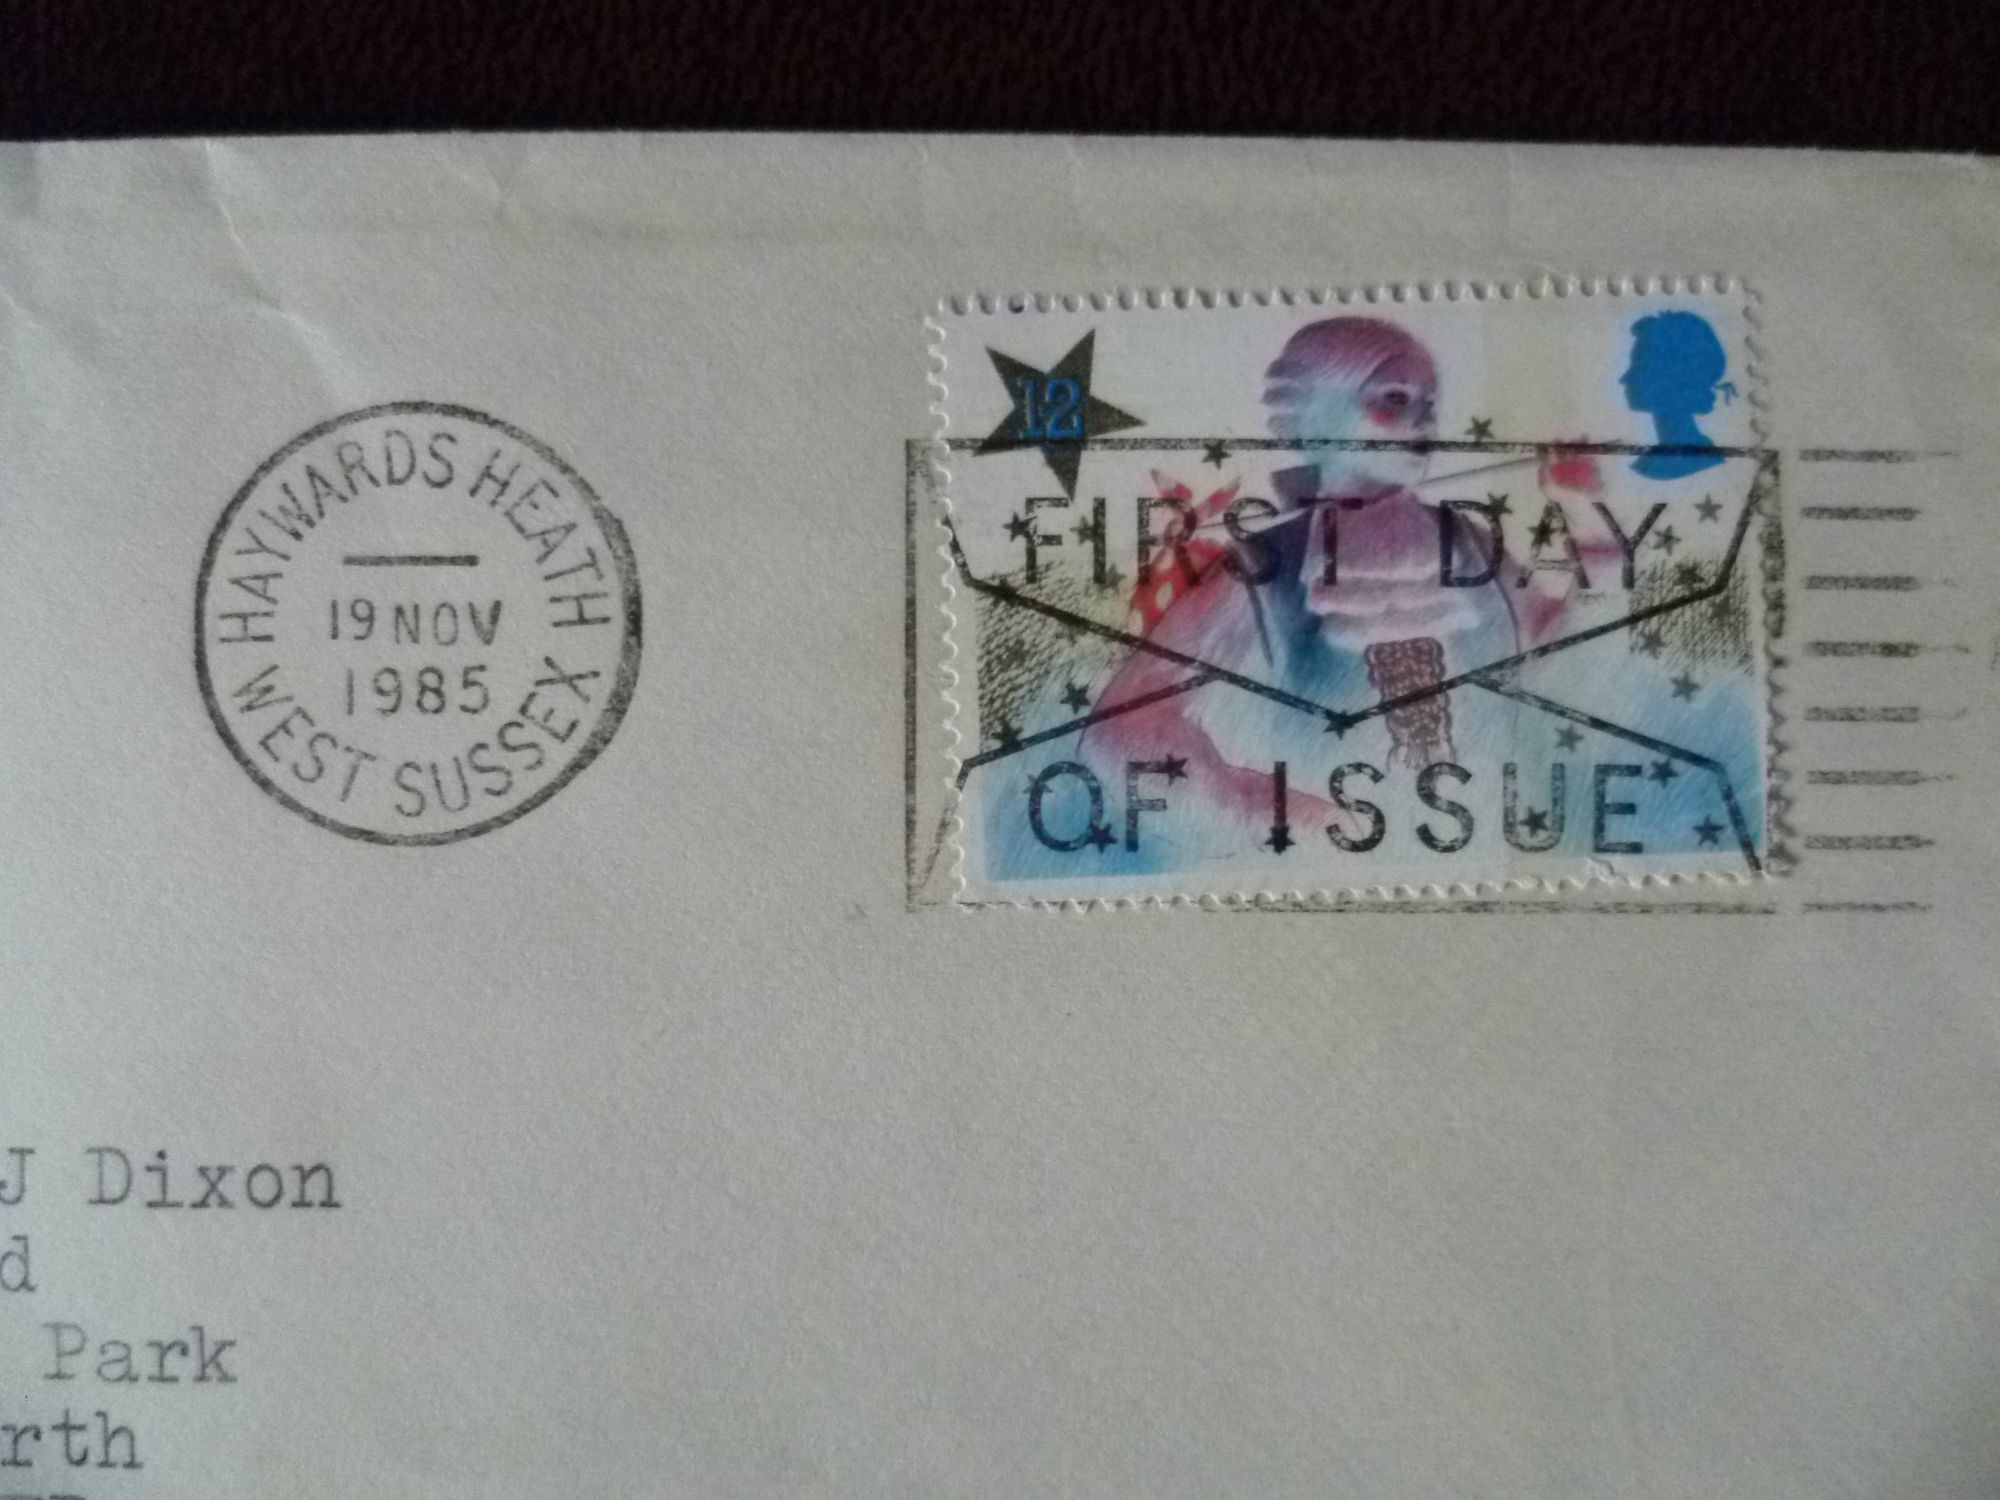 HAYWARDS HEATH
19 NOV
1985
WEST SUSSEX
12
FIRST DAY
OF ISSUE
J Dixon
d
Park
rth